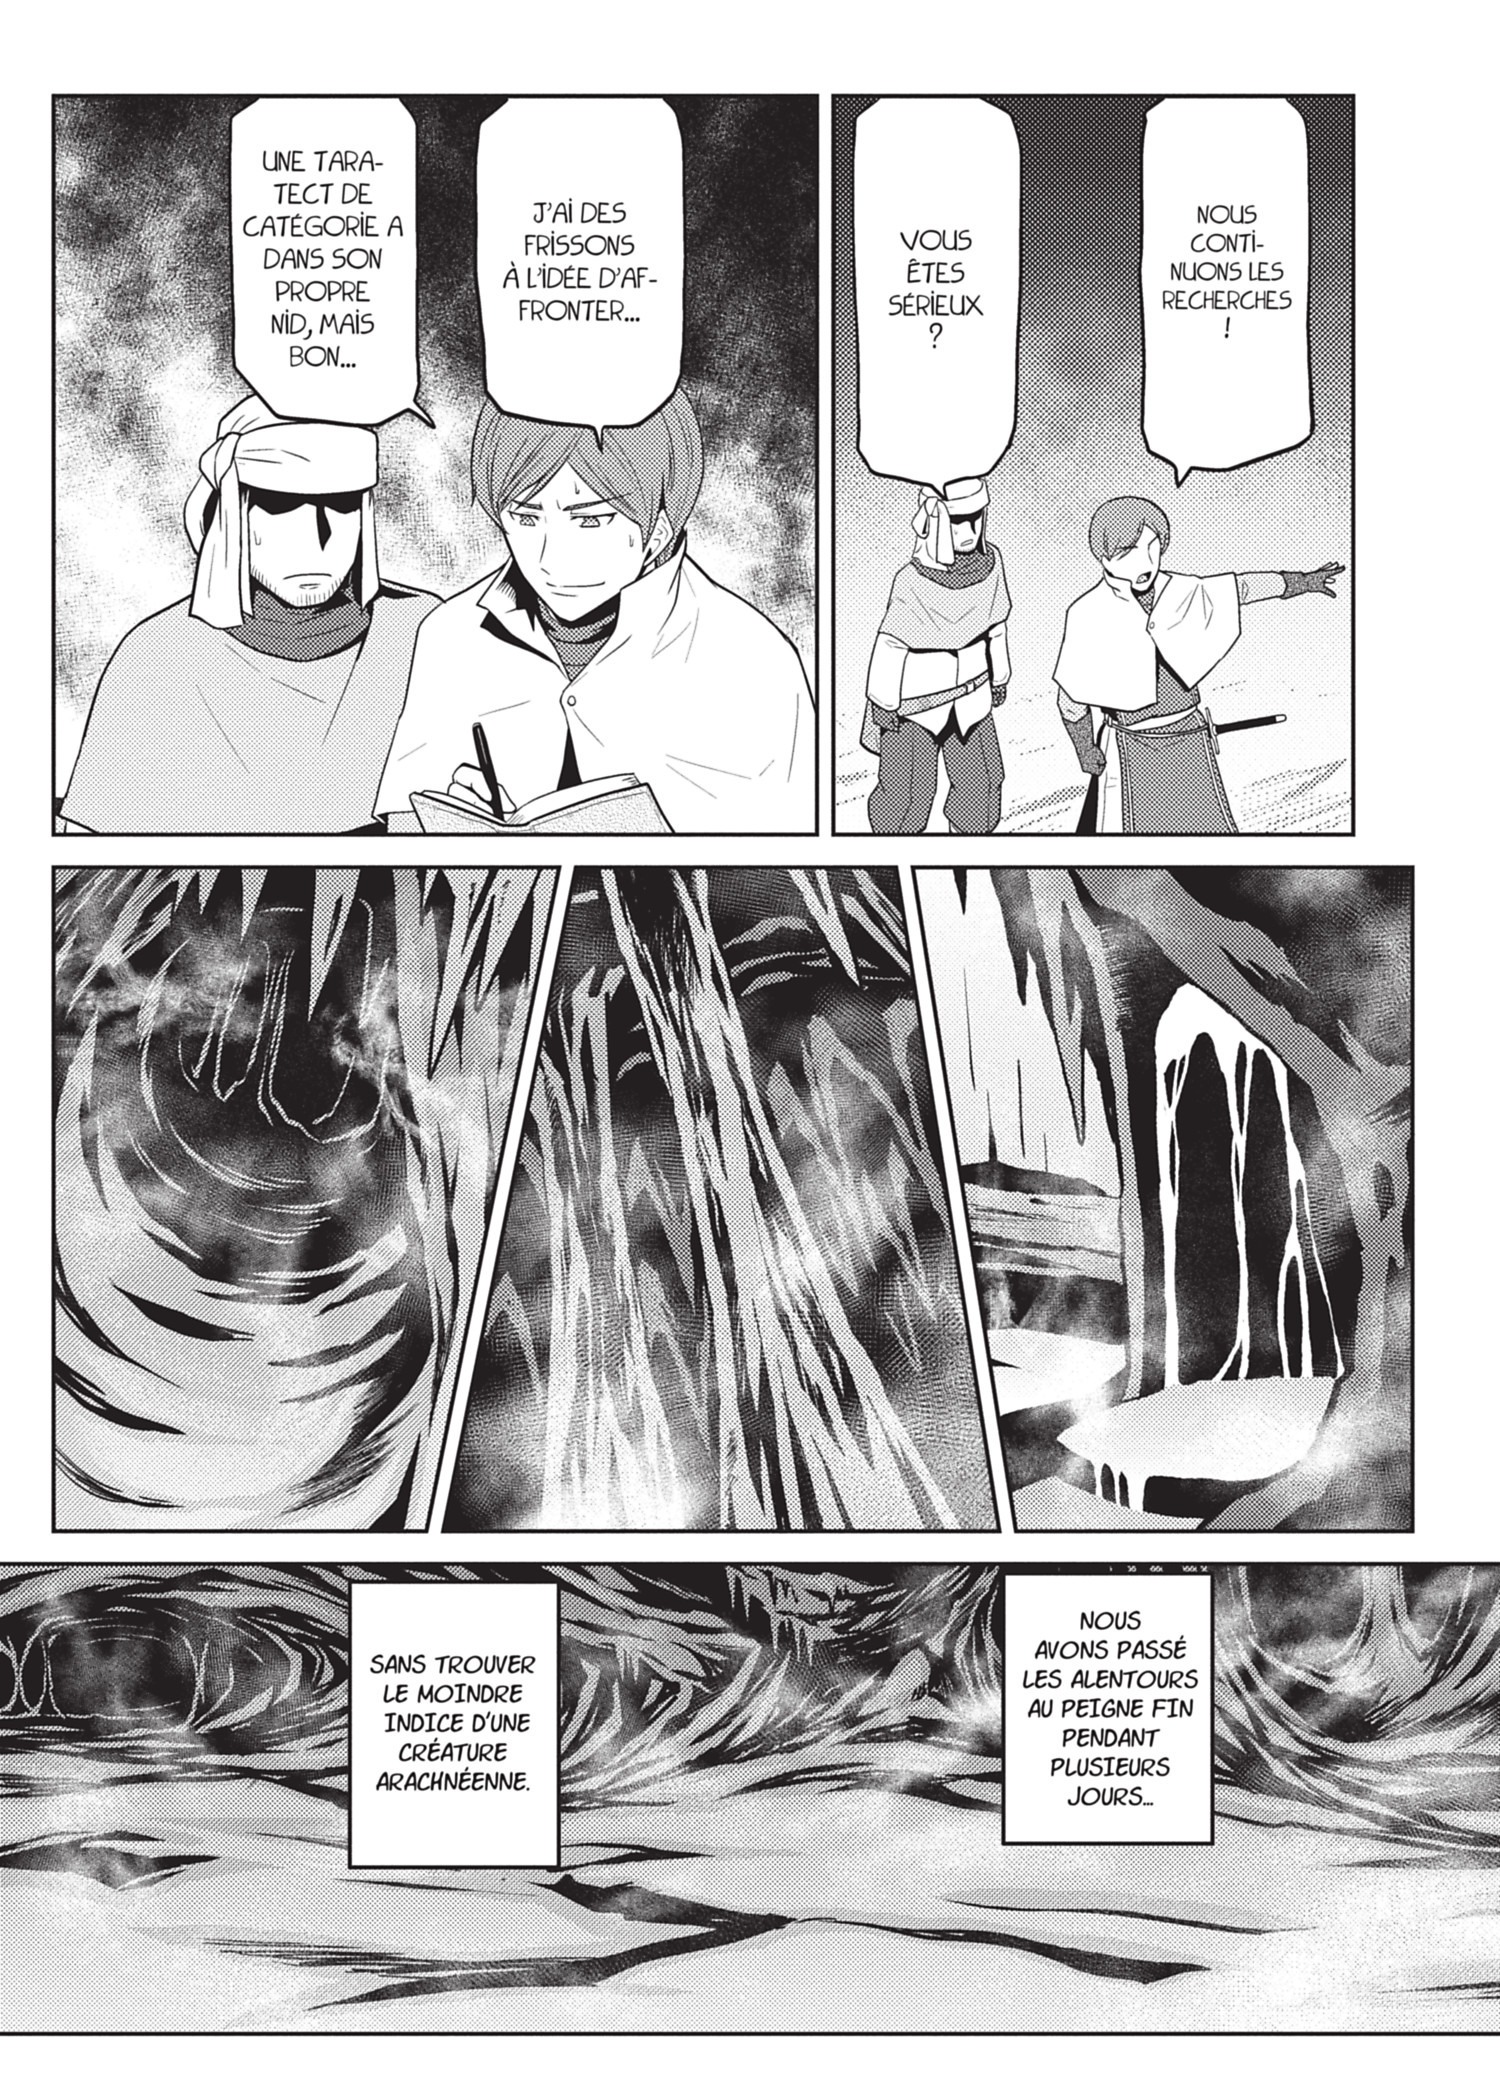 NOUS
CONTI-
NUONS LES
RECHERCHES
!
VOUS
ÊTES
SÉRIEUX
?
J'AI DES
FRISSONS
À L'IDÉE D'AF-
FRONTER...
UNE TARA-
TECT DE
CATÉGORIE A
DANS SON
PROPRE
NID, MAIS
BON...
NOUS
AVONS PASSÉ
LES ALENTOURS
AU PEIGNE FIN
PENDANT
PLUSIEURS
JOURS...
SANS TROUVER
LE MOINDRE
INDICE D'UNE
CRÉATURE
ARACHNÉENNE.